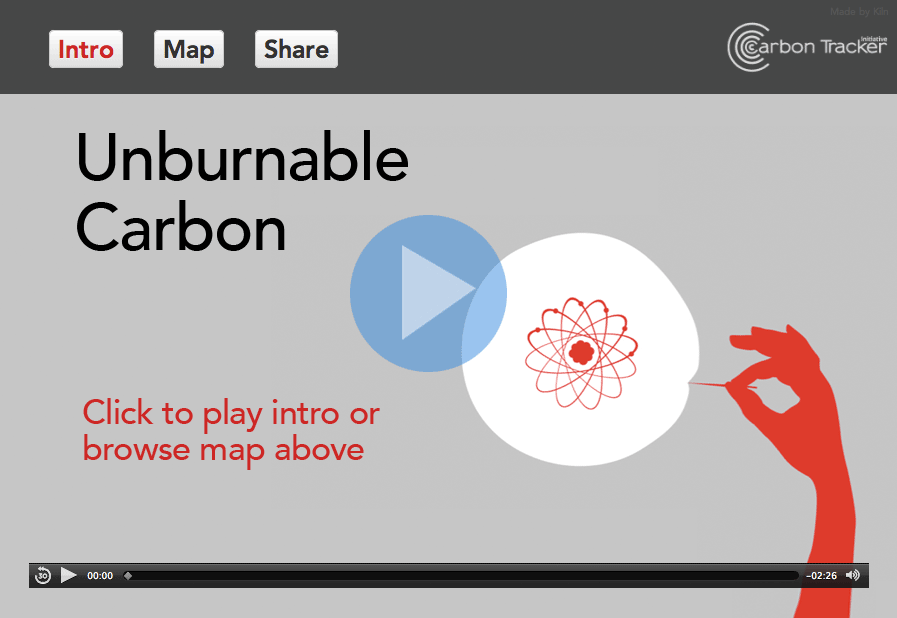 Made by Kiln
Intro
Map
Share
Carbon Tracker
Initiative
Unburnable
Carbon
Click to play intro or
browse map above
30
00:00
−02:26